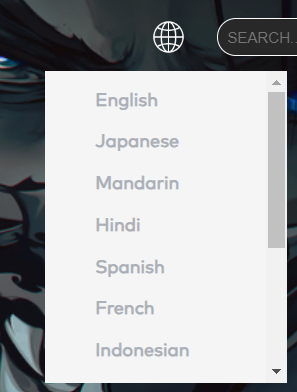 SEARCH..
English
Japanese
Mandarin
Hindi
Spanish
French
Indonesian